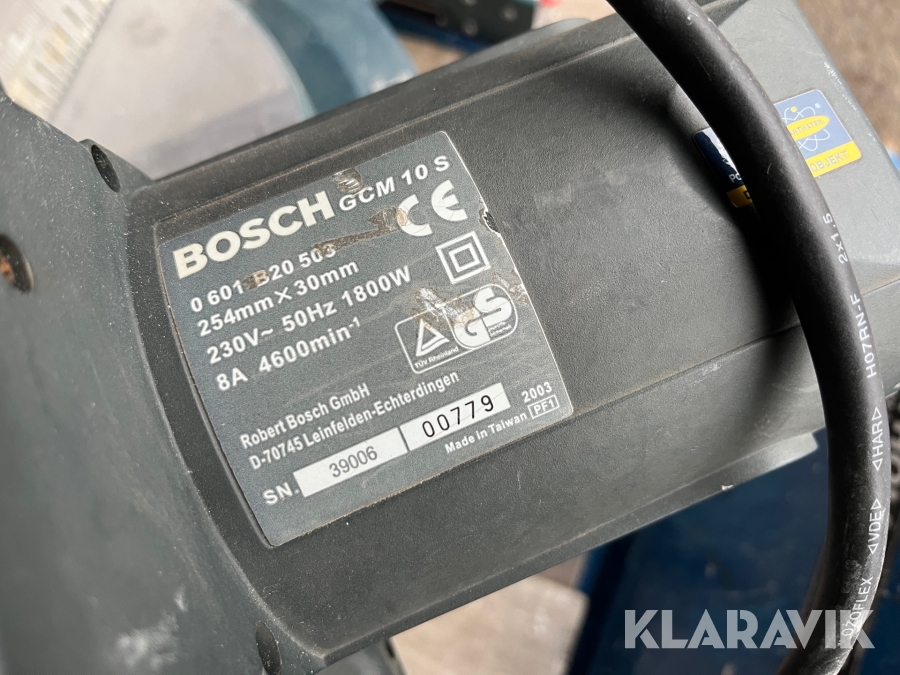 BOSCH GCM 10 S
CE
0 601 B20 503
254mm X 30mm
230V~ 50Hz 1800W
8A 4600min-1
TÜV Rheinland
GS
Robert Bosch GmbH
D-70745 Leinfelden-Echterdingen
SN. 39006 00779
2003
Made in Taiwan PF1
OBJEKT
H07RN-F 2X1.5
◁VDE▷ ◁HAR▷
KLARAVIK